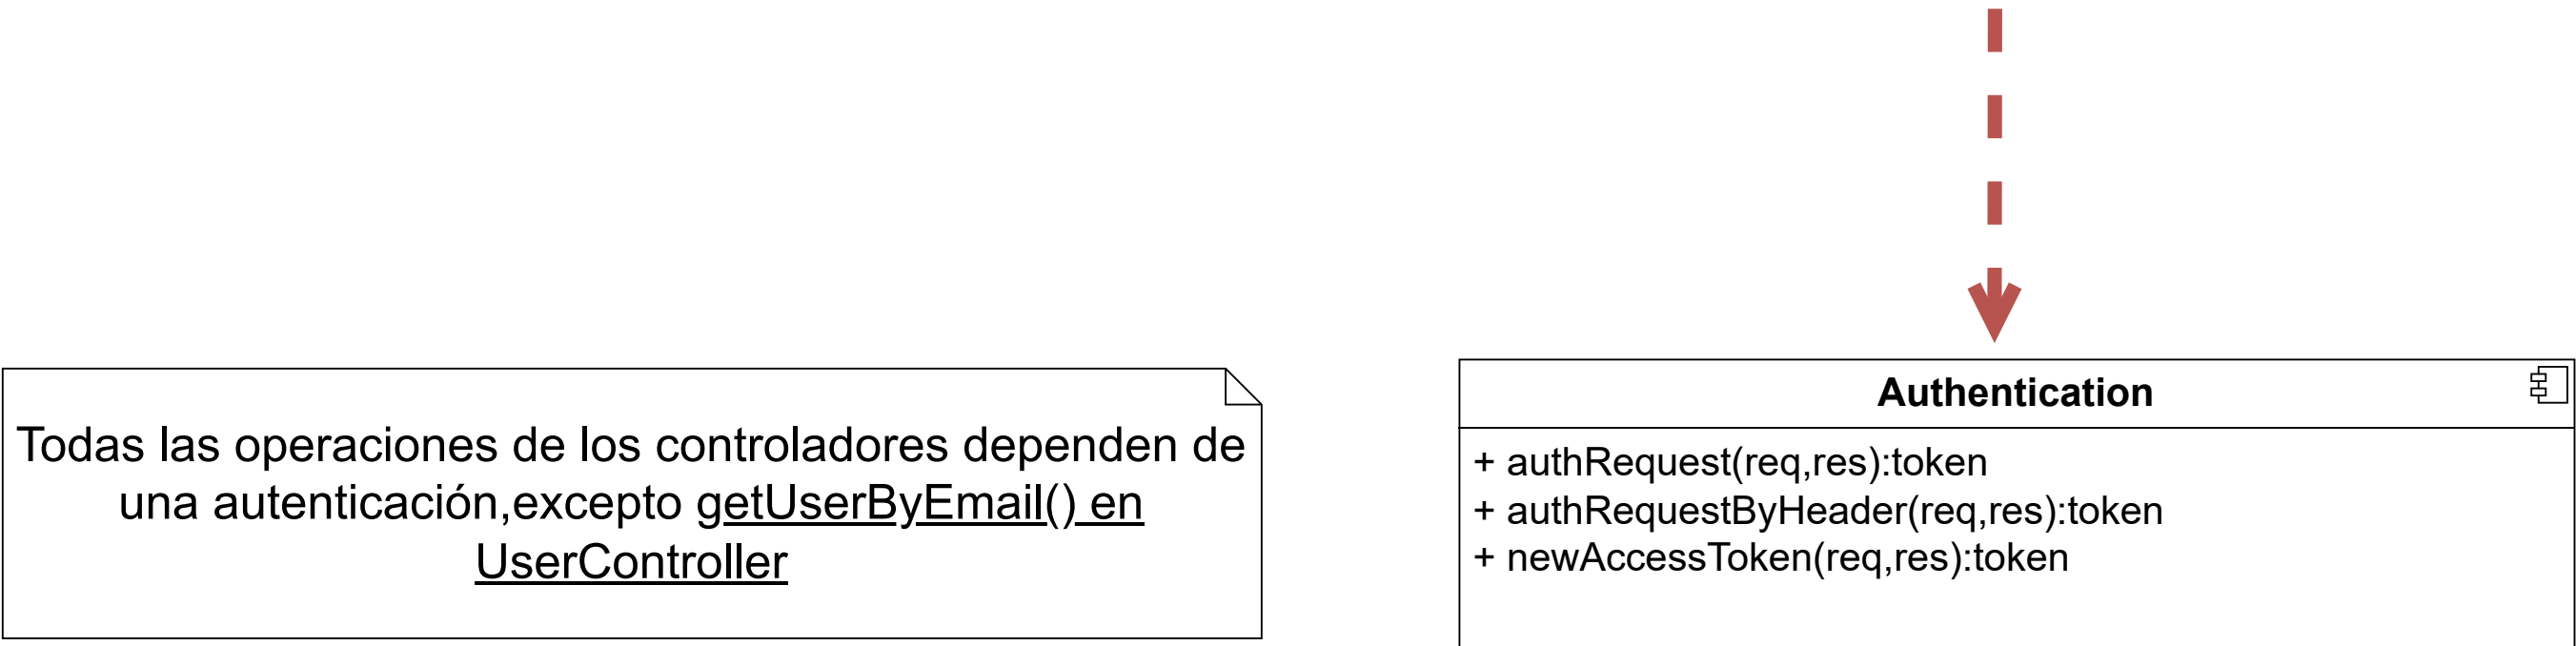 Todas las operaciones de los controladores dependen de
una autenticación,excepto getUserByEmail() en
UserController
Authentication
+ authRequest(req,res):token
+ authRequestByHeader(req,res):token
+ newAccessToken(req,res):token